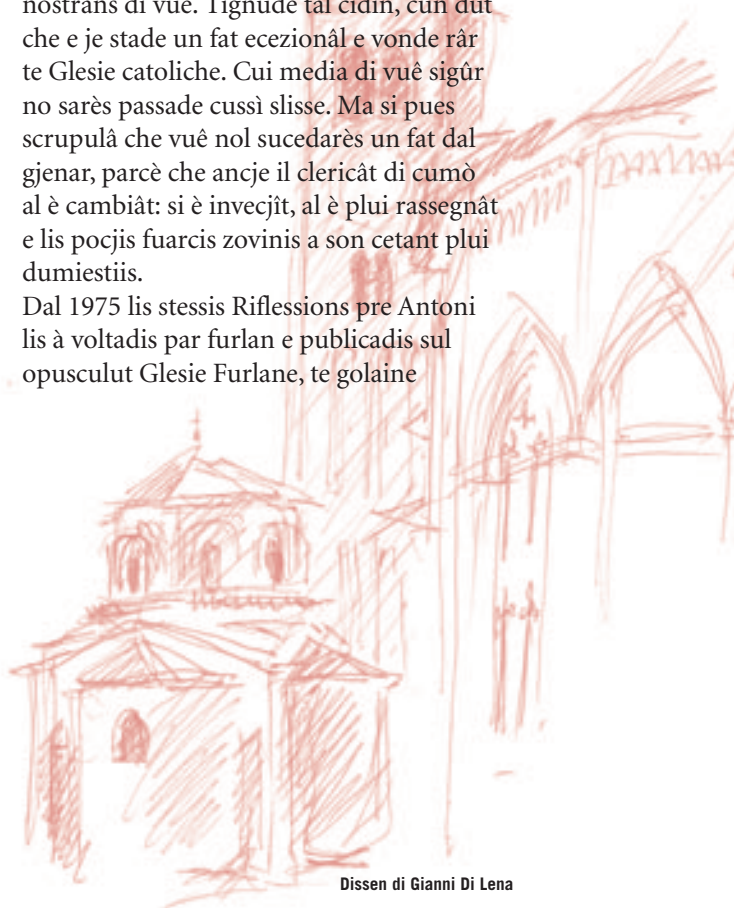 nostrans di vuê. Tignude tal cidin, cun dut
che e je stade un fat ecezionâl e vonde râr
te Glesie catoliche. Cui media di vuê sigûr
no sarès passade cussì slisse. Ma si pues
scrupulâ che vuê nol sucedarès un fat dal
gjenar, parcè che ancje il clericât di cumò
al è cambiât: si è invecjît, al è plui rassegnât
e lis pocjis fuarcis zovinis a son cetant plui
dumiestiis.
Dal 1975 lis stessis Riflessions pre Antoni
lis à voltadis par furlan e publicadis sul
opusculut Glesie Furlane, te golaine
Dissen di Gianni Di Lena